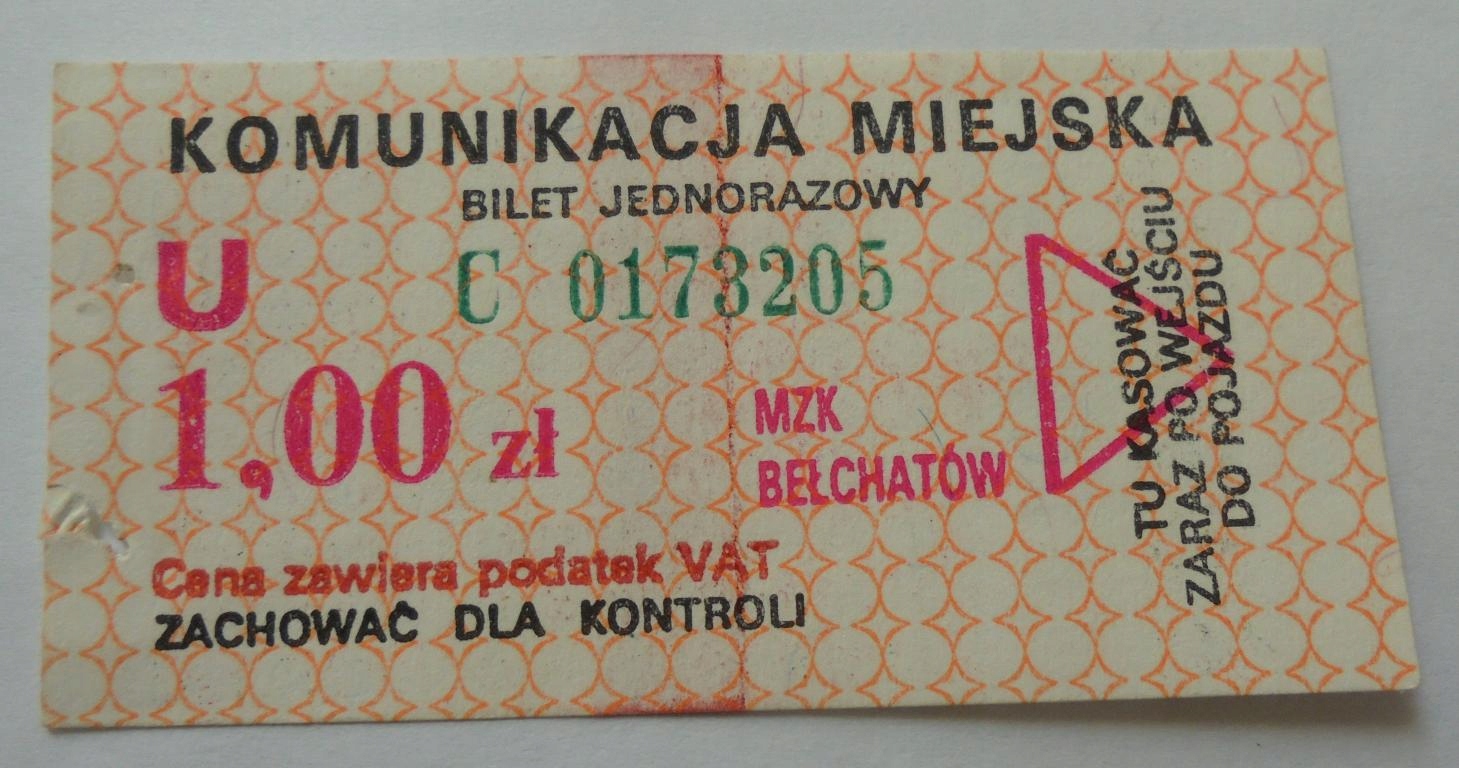 KOMUNIKACJA MIEJSKA
BILET JEDNORAZOWY
U
C 0173205
1,00 zł
MZK
BEŁCHATÓW
Cena zawiera podatek VAT
ZACHOWAĆ DLA KONTROLI
TU KASOWAĆ
ZARAZ PO WEJŚCIU
DO POJAZDU